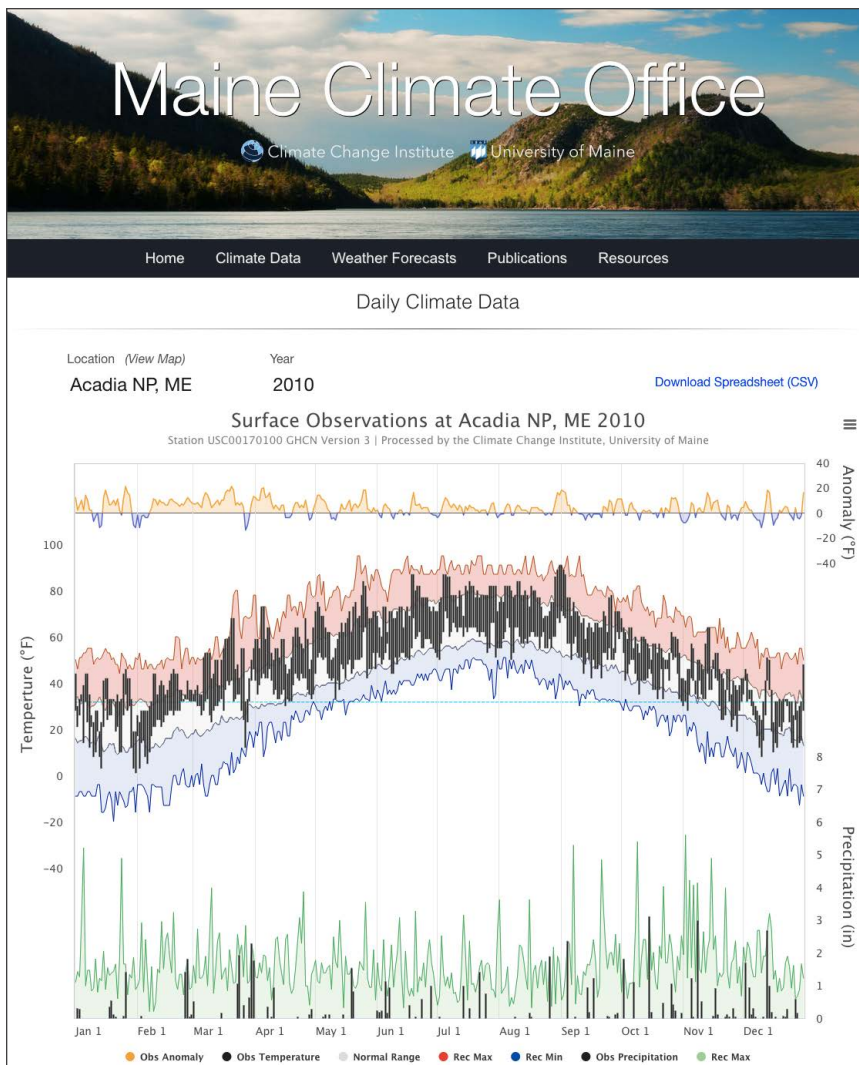 Maine Climate Office
Climate Change Institute University of Maine
Home Climate Data Weather Forecasts Publications Resources
Daily Climate Data
Location (View Map) Year
Acadia NP, ME 2010 Download Spreadsheet (CSV)
Surface Observations at Acadia NP, ME 2010
Station USC00170100 GHCN Version 3 | Processed by the Climate Change Institute, University of Maine
40
20
0
-20
-40
Anomaly (°F)
100
80
60
40
20
0
-20
-40
Temperture (°F)
8
7
6
5
4
3
2
1
0
Precipitation (in)
Jan 1 Feb 1 Mar 1 Apr 1 May 1 Jun 1 Jul 1 Aug 1 Sep 1 Oct 1 Nov 1 Dec 1
Obs Anomaly Obs Temperature Normal Range Rec Max Rec Min Obs Precipitation Rec Max